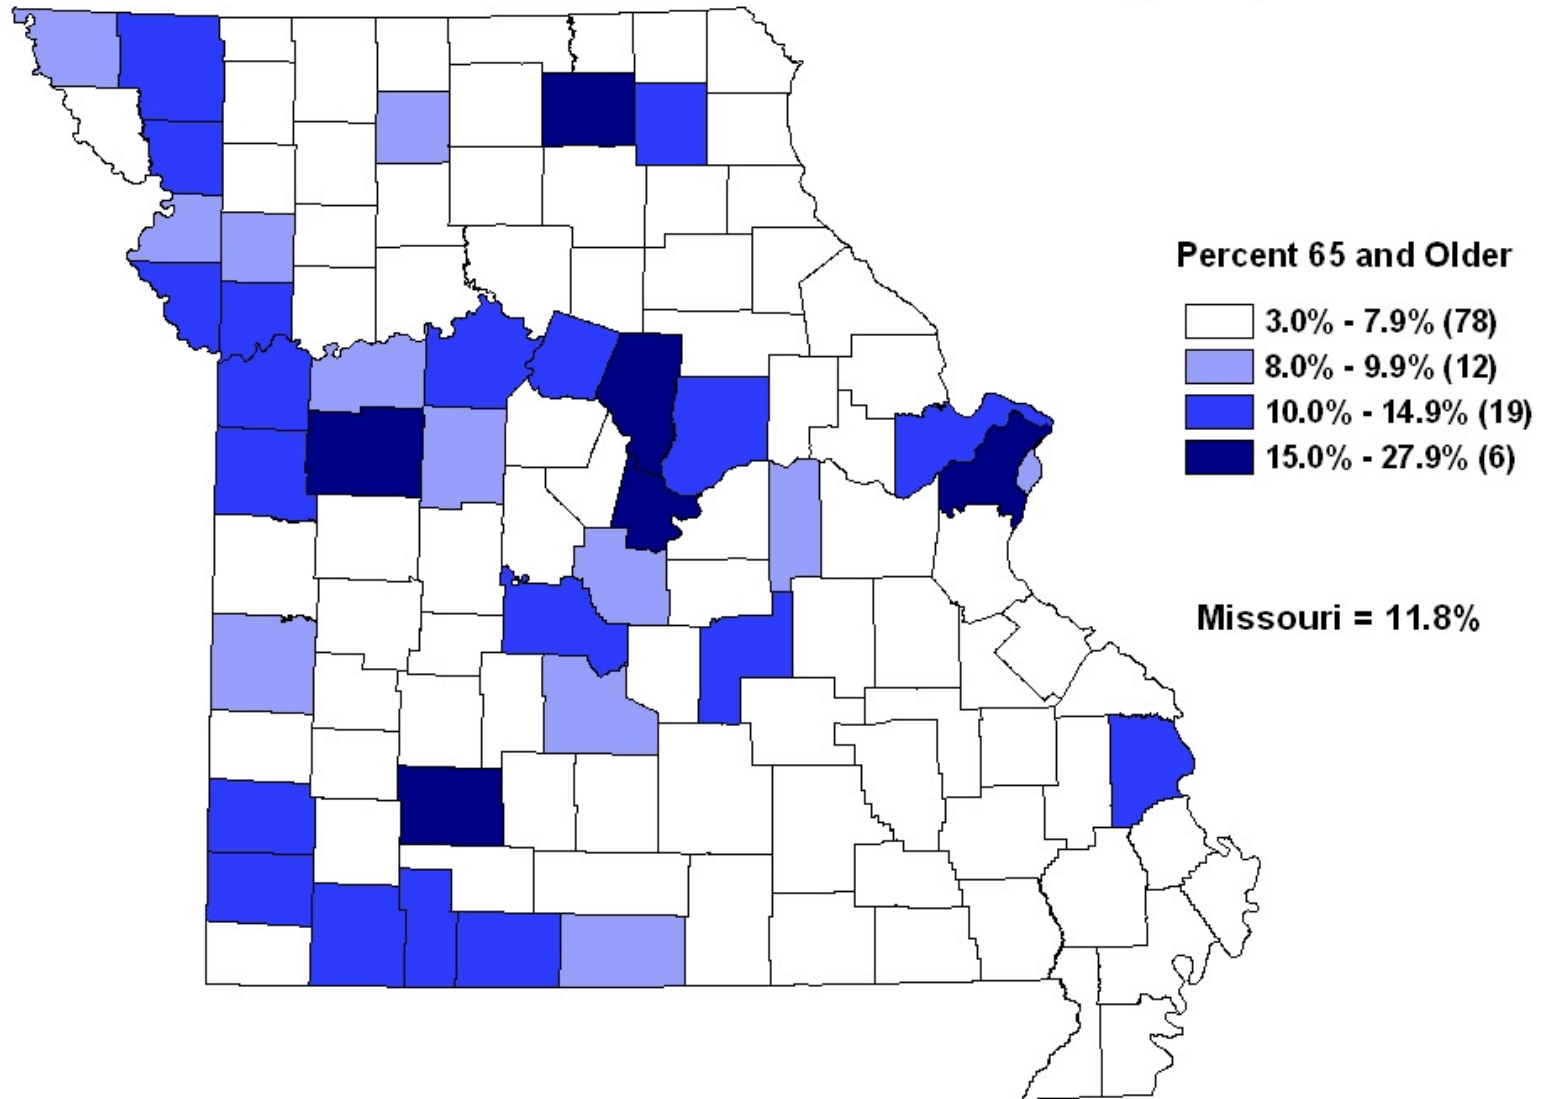 Percent 65 and Older
3.0% - 7.9% (78)
8.0% - 9.9% (12)
10.0% - 14.9% (19)
15.0% - 27.9% (6)
Missouri = 11.8%